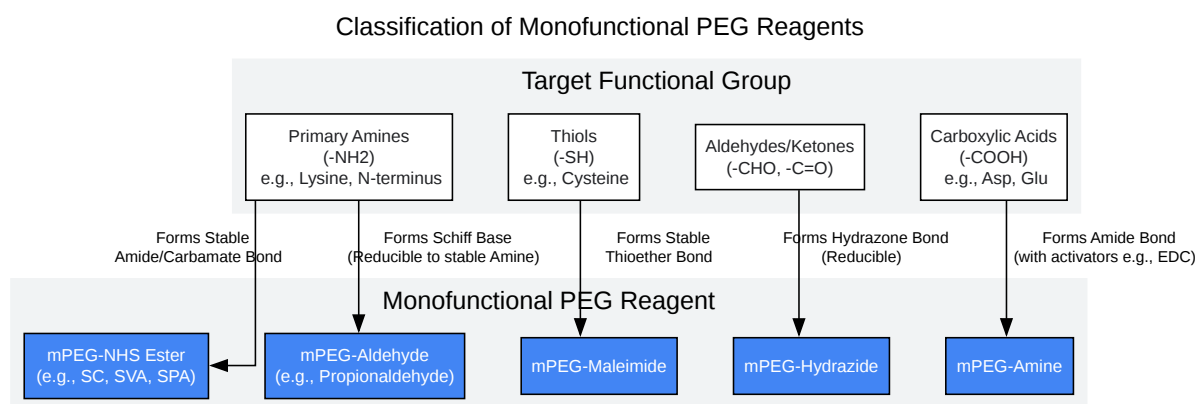 Classification of Monofunctional PEG Reagents
Target Functional Group
Primary Amines
(-NH2)
e.g., Lysine, N-terminus
Thiols
(-SH)
e.g., Cysteine
Aldehydes/Ketones
(-CHO, -C=O)
Carboxylic Acids
(-COOH)
e.g., Asp, Glu
Forms Stable
Amide/Carbamate Bond
Forms Schiff Base
(Reducible to stable Amine)
Forms Stable
Thioether Bond
Forms Hydrazone Bond
(Reducible)
Forms Amide Bond
(with activators e.g., EDC)
Monofunctional PEG Reagent
mPEG-NHS Ester
(e.g., SC, SVA, SPA)
mPEG-Aldehyde
(e.g., Propionaldehyde)
mPEG-Maleimide
mPEG-Hydrazide
mPEG-Amine